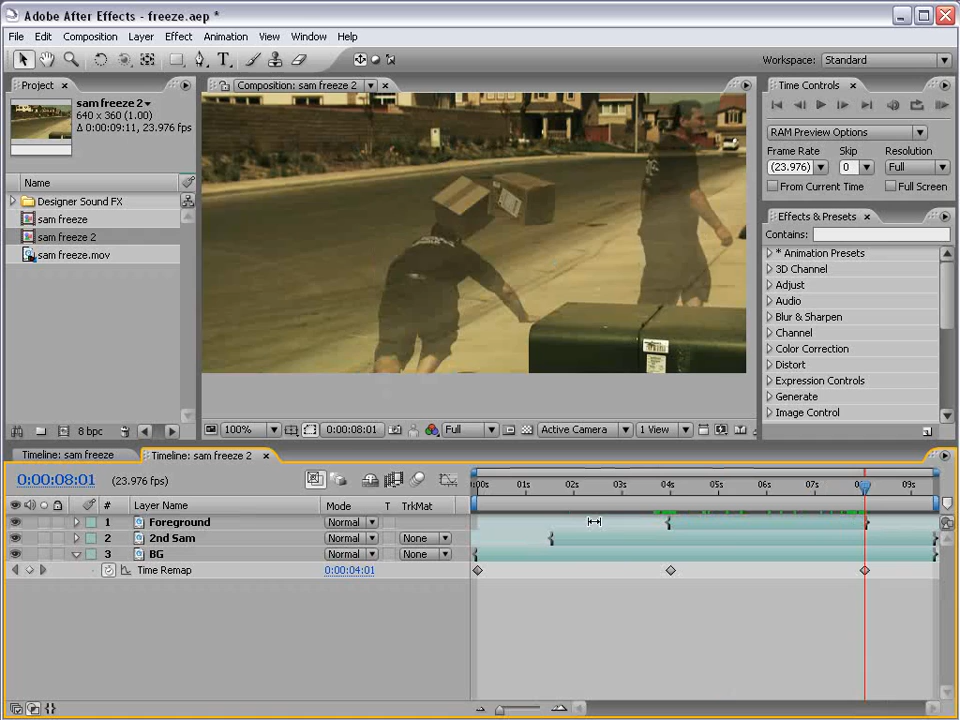 Adobe After Effects - freeze.aep *
File Edit Composition Layer Effect Animation View Window Help
Workspace: Standard
Project
sam freeze 2
640 x 360 (1.00)
Δ 0:00:09:11, 23.976 fps
Name
Designer Sound FX
sam freeze
sam freeze 2
sam freeze.mov
8 bpc
Composition: sam freeze 2
100% 0:00:08:01 Full Active Camera 1 View
Time Controls
RAM Preview Options
Frame Rate Skip Resolution
(23.976) 0 Full
From Current Time Full Screen
Effects & Presets
Contains:
* Animation Presets
3D Channel
Adjust
Audio
Blur & Sharpen
Channel
Color Correction
Distort
Expression Controls
Generate
Image Control
Timeline: sam freeze Timeline: sam freeze 2
0:00:08:01 (23.976 fps)
:00s 01s 02s 03s 04s 05s 06s 07s 09s
# Layer Name Mode T TrkMat
1 Foreground Normal
2 2nd Sam Normal None
3 BG Normal None
Time Remap 0:00:04:01